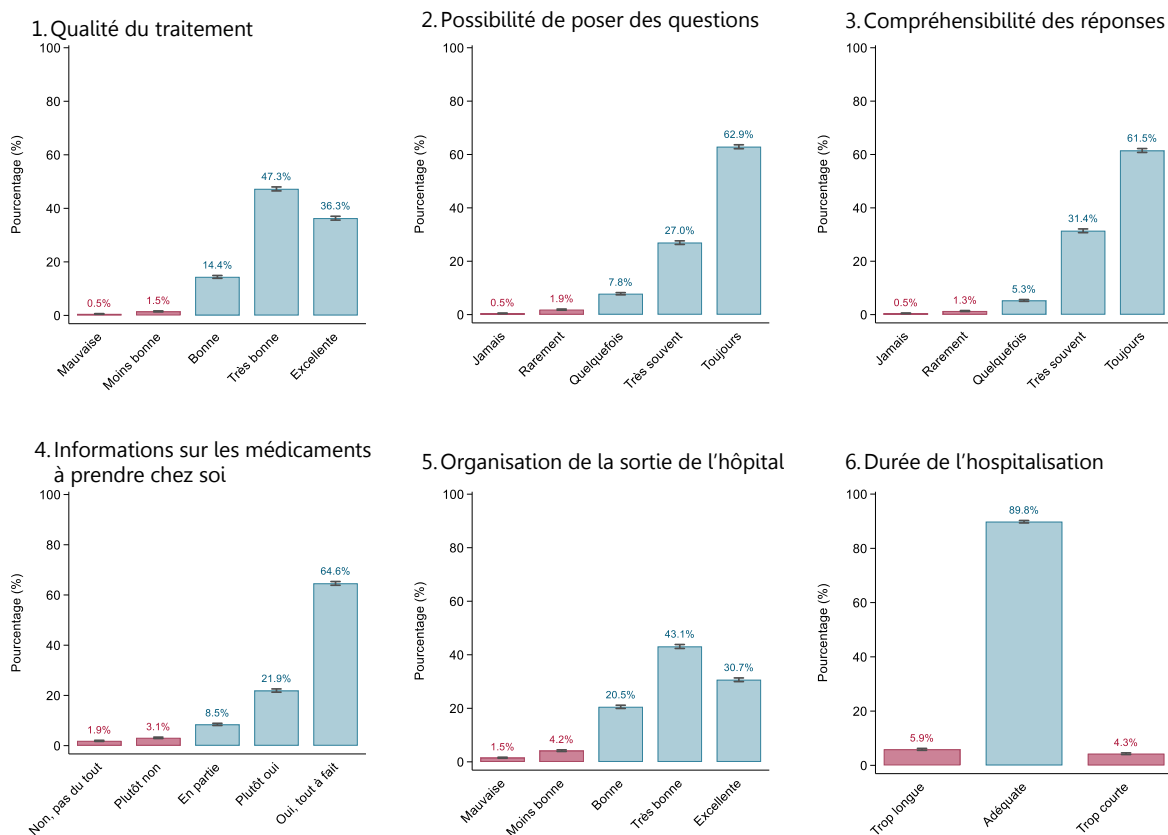 1. Qualité du traitement
100
80
60
40
20
0
Pourcentage (%)
0.5%
1.5%
14.4%
47.3%
36.3%
Mauvaise
Moins bonne
Bonne
Très bonne
Excellente
2. Possibilité de poser des questions
100
80
60
40
20
0
Pourcentage (%)
0.5%
1.9%
7.8%
27.0%
62.9%
Jamais
Rarement
Quelquefois
Très souvent
Toujours
3. Compréhensibilité des réponses
100
80
60
40
20
0
Pourcentage (%)
0.5%
1.3%
5.3%
31.4%
61.5%
Jamais
Rarement
Quelquefois
Très souvent
Toujours
4. Informations sur les médicaments
à prendre chez soi
100
80
60
40
20
0
Pourcentage (%)
1.9%
3.1%
8.5%
21.9%
64.6%
Non, pas du tout
Plutôt non
En partie
Plutôt oui
Oui, tout à fait
5. Organisation de la sortie de l'hôpital
100
80
60
40
20
0
Pourcentage (%)
1.5%
4.2%
20.5%
43.1%
30.7%
Mauvaise
Moins bonne
Bonne
Très bonne
Excellente
6. Durée de l'hospitalisation
100
80
60
40
20
0
Pourcentage (%)
5.9%
89.8%
4.3%
Trop longue
Adéquate
Trop courte